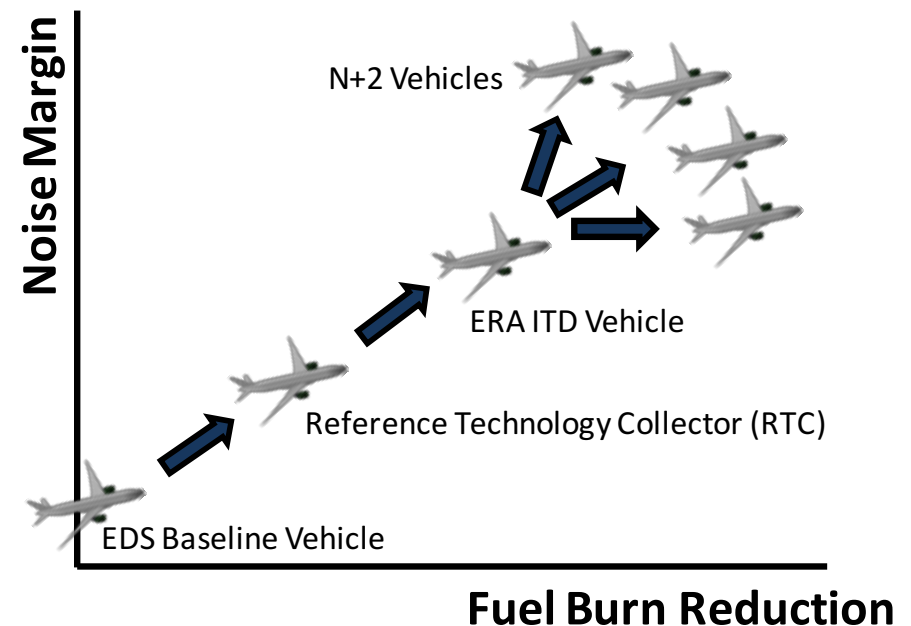 Noise Margin
N+2 Vehicles
ERA ITD Vehicle
Reference Technology Collector (RTC)
EDS Baseline Vehicle
Fuel Burn Reduction